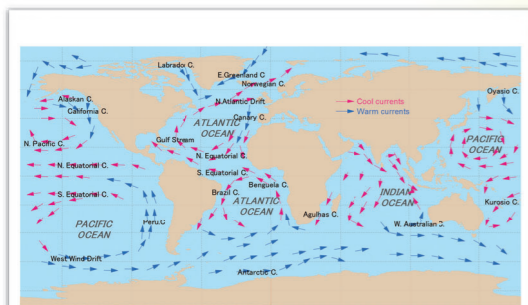 Labrado C.
E.Greenland C
Norwegian C.
Oyasio C.
Alaskan C.
N.Atlantic Drift
Cool currents
California C.
Warm currents
Canary C.
ATLANTIC
OCEAN
Gulf Stream
PACIFIC
OCEAN
N. Pacific C.
N. Equatorial C.
N. Equatorial C.
S. Equatorial C.
Benguela C.
S. Equatorial C.
Brazil C.
INDIAN
OCEAN
ATLANTIC
OCEAN
Kurosio C.
Agulhas C.
Peru.C
PACIFIC
OCEAN
W. Australian C.
West Wind Drift
Antarctic C.